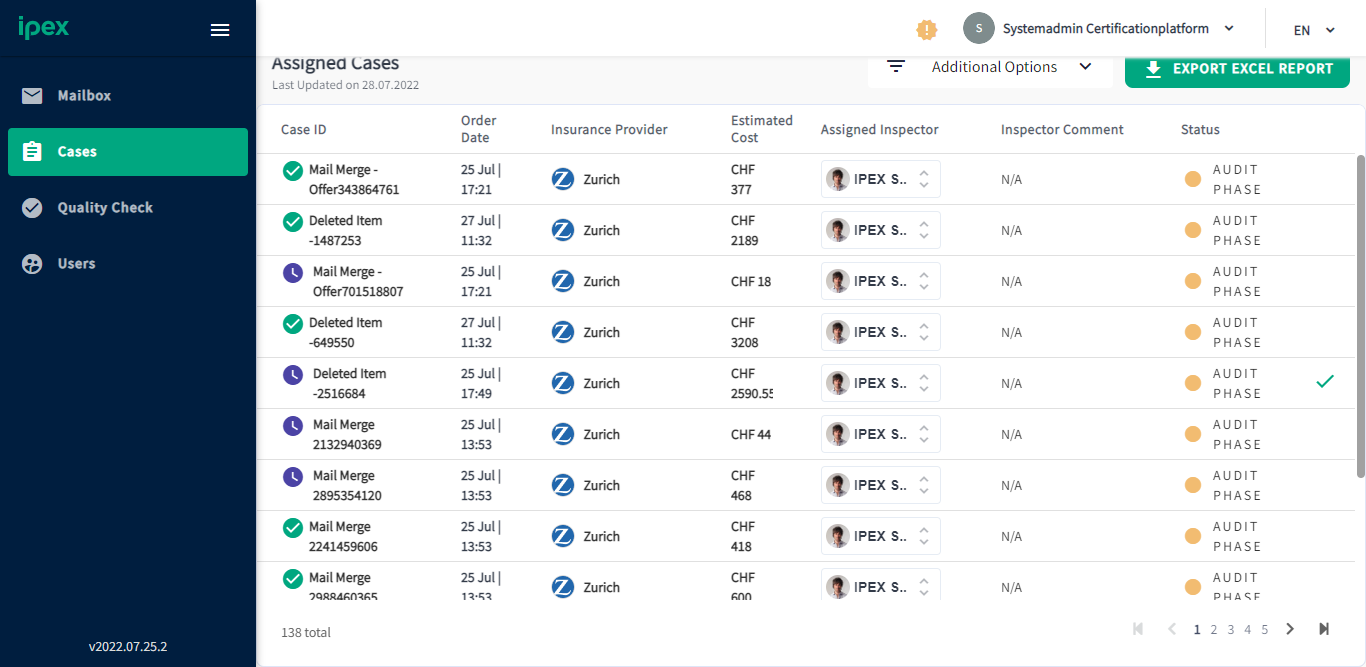 ipex
S
Systemadmin Certificationplatform
EN
Mailbox
Cases
Quality Check
Users
v2022.07.25.2
Assigned Cases
Last Updated on 28.07.2022
Additional Options
EXPORT EXCEL REPORT
Case ID
Order
Date
Insurance Provider
Estimated
Cost
Assigned Inspector
Inspector Comment
Status
Mail Merge -
Offer343864761
25 Jul |
17:21
Z
Zurich
CHF
377
IPEX S..
N/A
AUDIT
PHASE
Deleted Item
-1487253
27 Jul |
11:32
Z
Zurich
CHF
2189
IPEX S..
N/A
AUDIT
PHASE
Mail Merge -
Offer701518807
25 Jul |
17:21
Z
Zurich
CHF 18
IPEX S..
N/A
AUDIT
PHASE
Deleted Item
-649550
27 Jul |
11:32
Z
Zurich
CHF
3208
IPEX S..
N/A
AUDIT
PHASE
Deleted Item
-2516684
25 Jul |
17:49
Z
Zurich
CHF
2590.55
IPEX S..
N/A
AUDIT
PHASE
Mail Merge
2132940369
25 Jul |
13:53
Z
Zurich
CHF 44
IPEX S..
N/A
AUDIT
PHASE
Mail Merge
2895354120
25 Jul |
13:53
Z
Zurich
CHF
468
IPEX S..
N/A
AUDIT
PHASE
Mail Merge
2241459606
25 Jul |
13:53
Z
Zurich
CHF
418
IPEX S..
N/A
AUDIT
PHASE
Mail Merge
2988460365
25 Jul |
13:53
Z
Zurich
CHF
600
IPEX S..
N/A
AUDIT
PHASE
138 total
1 2 3 4 5